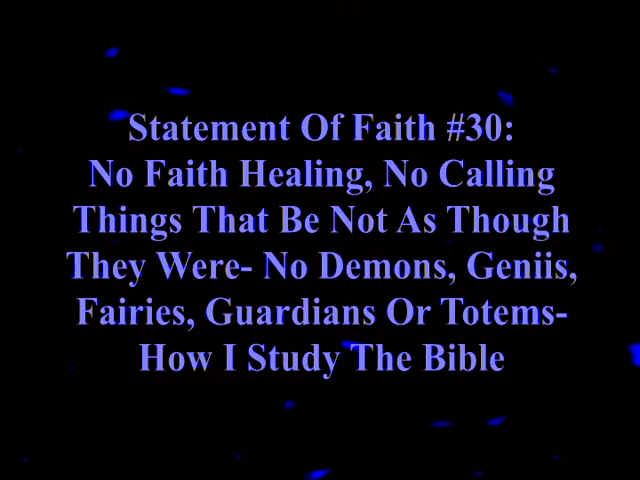 Statement Of Faith #30:
No Faith Healing, No Calling
Things That Be Not As Though
They Were- No Demons, Geniis,
Fairies, Guardians Or Totems-
How I Study The Bible